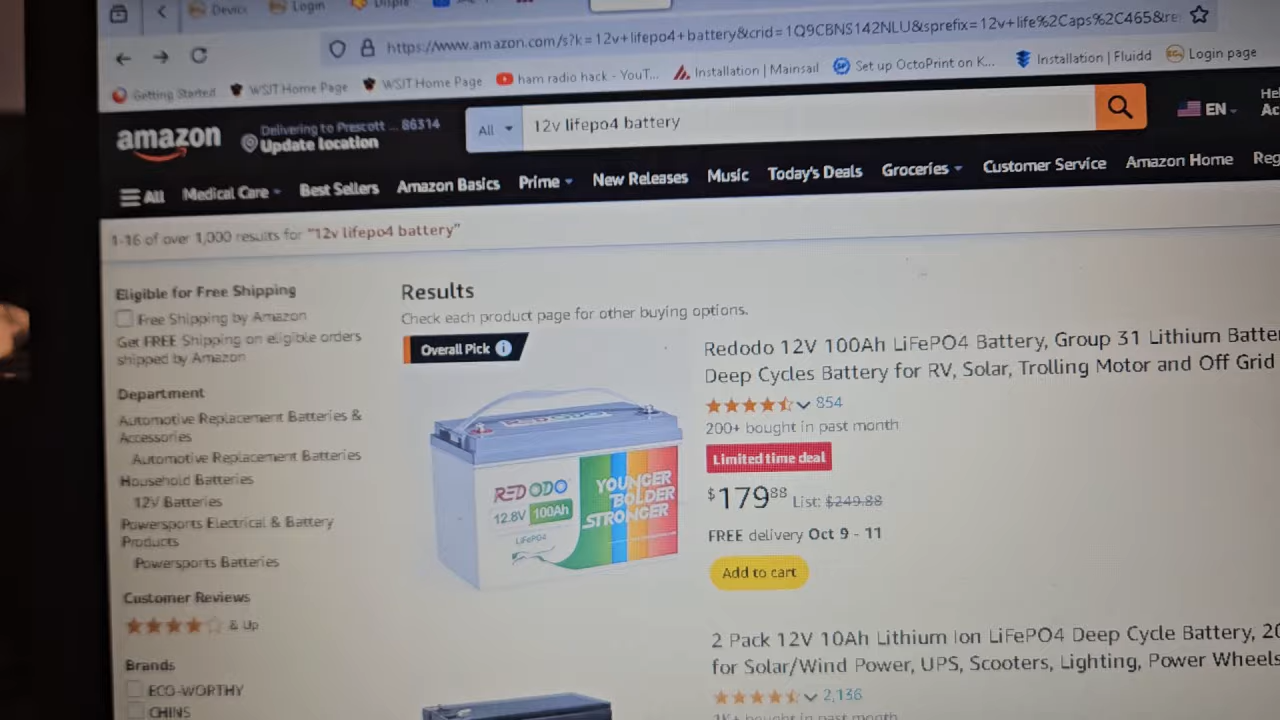 Device
Login
https://www.amazon.com/s?k=12v+lifepo4+battery&crid=1Q9CBNS142NLU&sprefix=12v+life%2Caps%2C465&re
Getting Started
WSIT Home Page
WSIT Home Page
ham radio hack - YouT...
Installation | Mainsail
Set up OctoPrint on K...
Installation | Fluidd
Login page
amazon
Delivering to Prescott ... 86314
Update location
All
12v lifepo4 battery
EN
All
Medical Care
Best Sellers
Amazon Basics
Prime
New Releases
Music
Today's Deals
Groceries
Customer Service
Amazon Home
1-16 of over 1,000 results for "12v lifepo4 battery"
Eligible for Free Shipping
Free Shipping by Amazon
Get FREE Shipping on eligible orders
shipped by Amazon
Department
Automotive Replacement Batteries &
Accessories
Automotive Replacement Batteries
Household Batteries
12V Batteries
Powersports Electrical & Battery
Products
Powersports Batteries
Customer Reviews
& Up
Brands
ECO-WORTHY
CHINS
Results
Check each product page for other buying options.
Overall Pick
REDODO
REDODO
12.8V 100Ah
LiFePO4
YOUNGER
BOLDER
STRONGER
Redodo 12V 100Ah LiFePO4 Battery, Group 31 Lithium Batte
Deep Cycles Battery for RV, Solar, Trolling Motor and Off Grid
854
200+ bought in past month
Limited time deal
$179.88 List: $249.88
FREE delivery Oct 9 - 11
Add to cart
2 Pack 12V 10Ah Lithium Ion LiFePO4 Deep Cycle Battery, 20
for Solar/Wind Power, UPS, Scooters, Lighting, Power Wheels
2,136
1K+ bought in past month